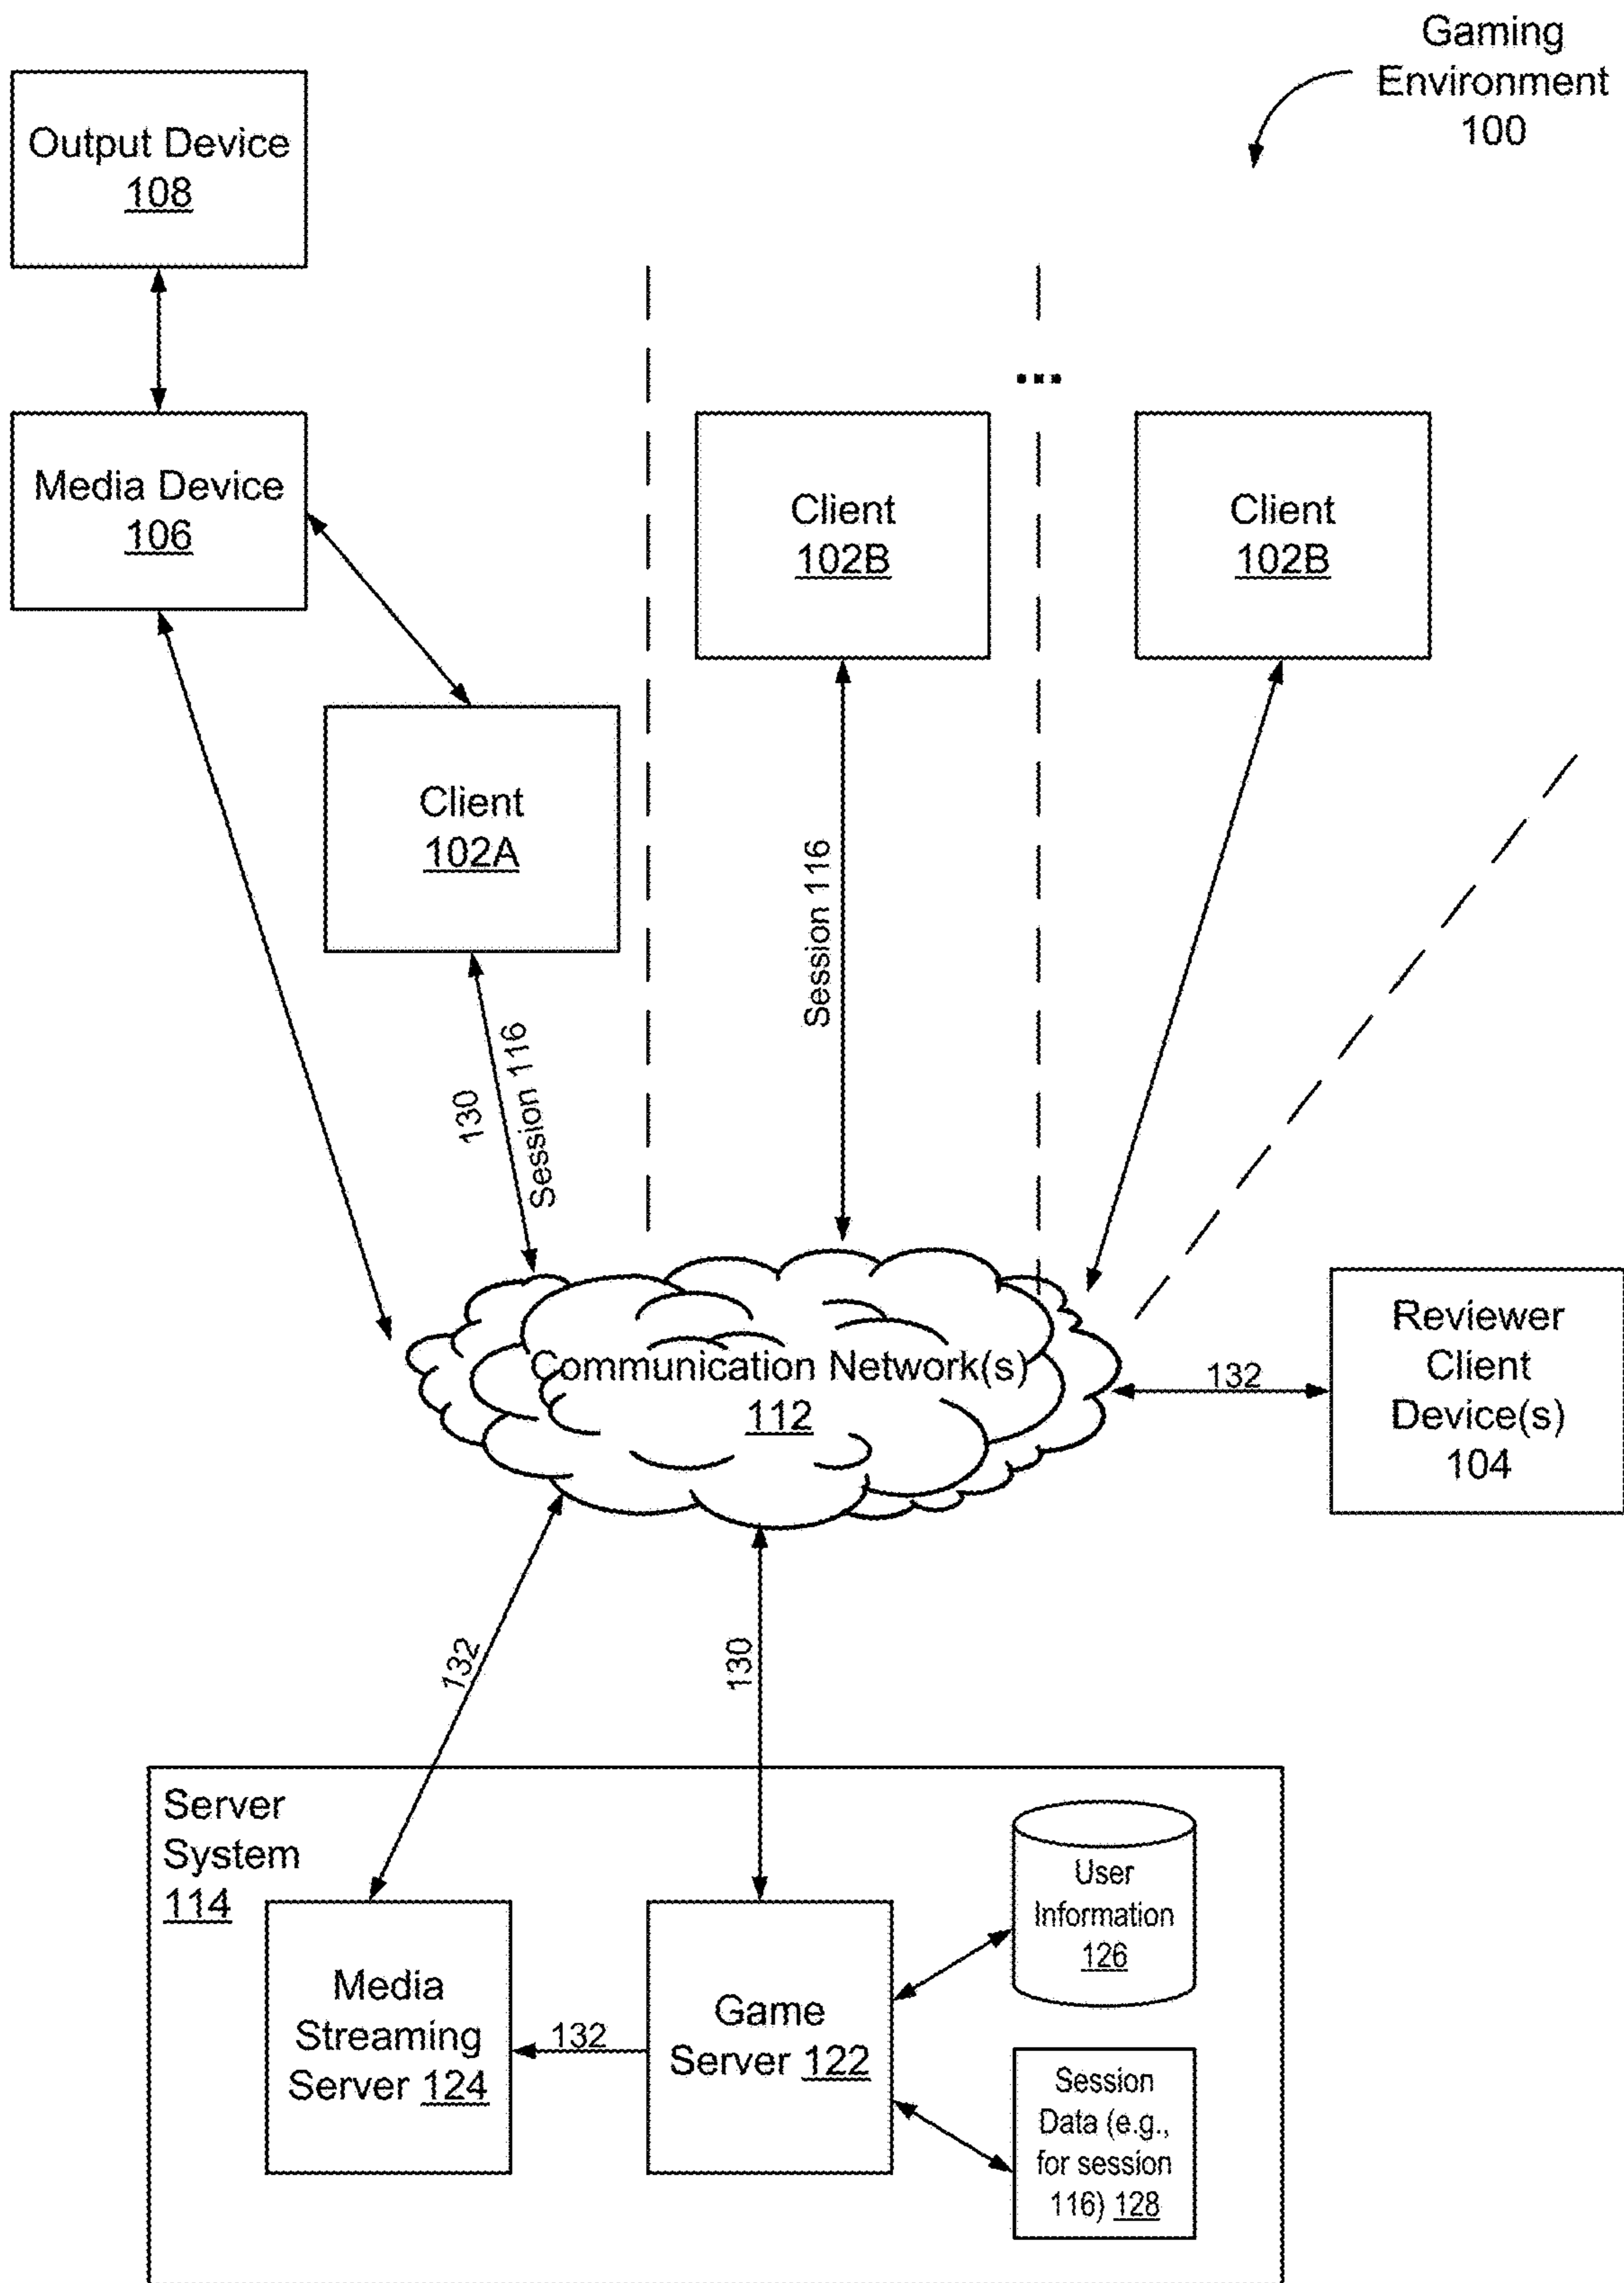 Gaming
Environment
100
Output Device
108
...
Media Device
106
Client
102B
Client
102B
Client
102A
Session 116
130
Session 116
Communication Network(s)
112
132
Reviewer
Client
Device(s)
104
132
130
Server
System
114
User
Information
126
Media
Streaming
Server 124
132
Game
Server 122
Session
Data (e.g.,
for session
116) 128